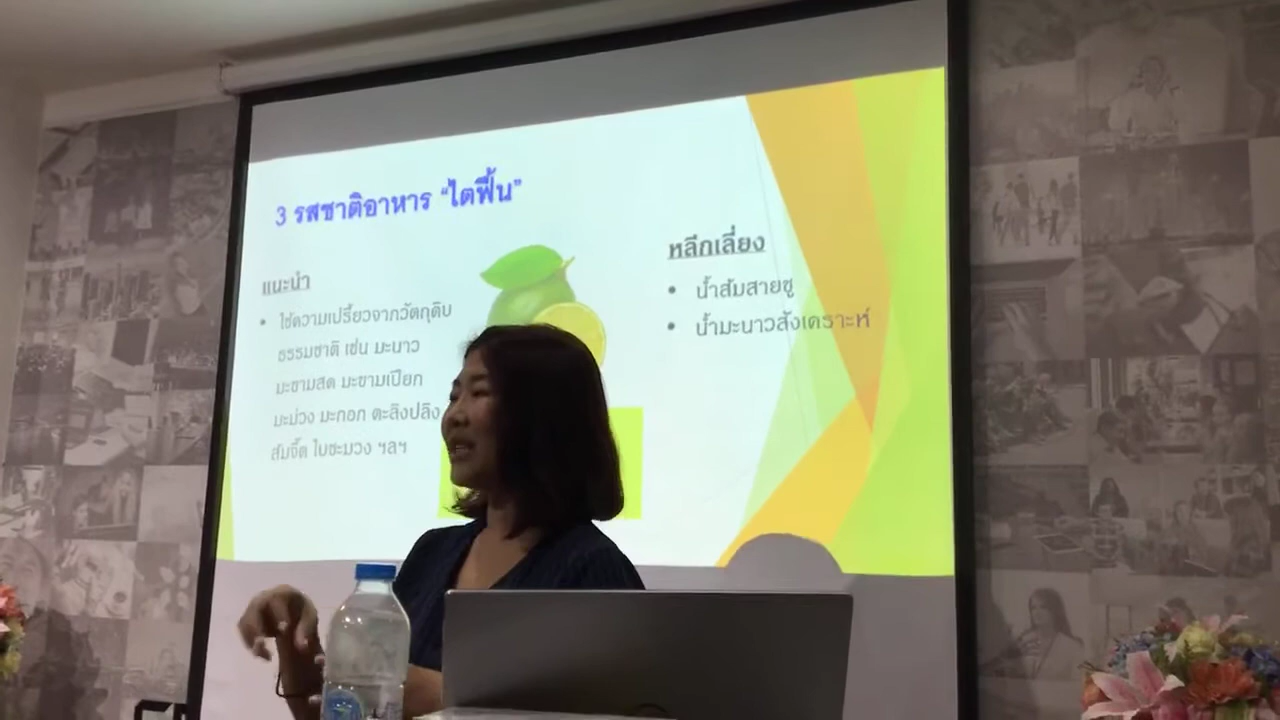 3 รสชาติอาหาร “ไตฟื้น”
แนะนำ
• ใช้ความเปรี้ยวจากวัตถุดิบ
ธรรมชาติ เช่น มะนาว
มะขามสด มะขามเปียก
มะม่วง มะกอก ตะลิงปลิง
ส้มจี๊ด ใบชะมวง ฯลฯ
หลีกเลี่ยง
• น้ำส้มสายชู
• น้ำมะนาวสังเคราะห์